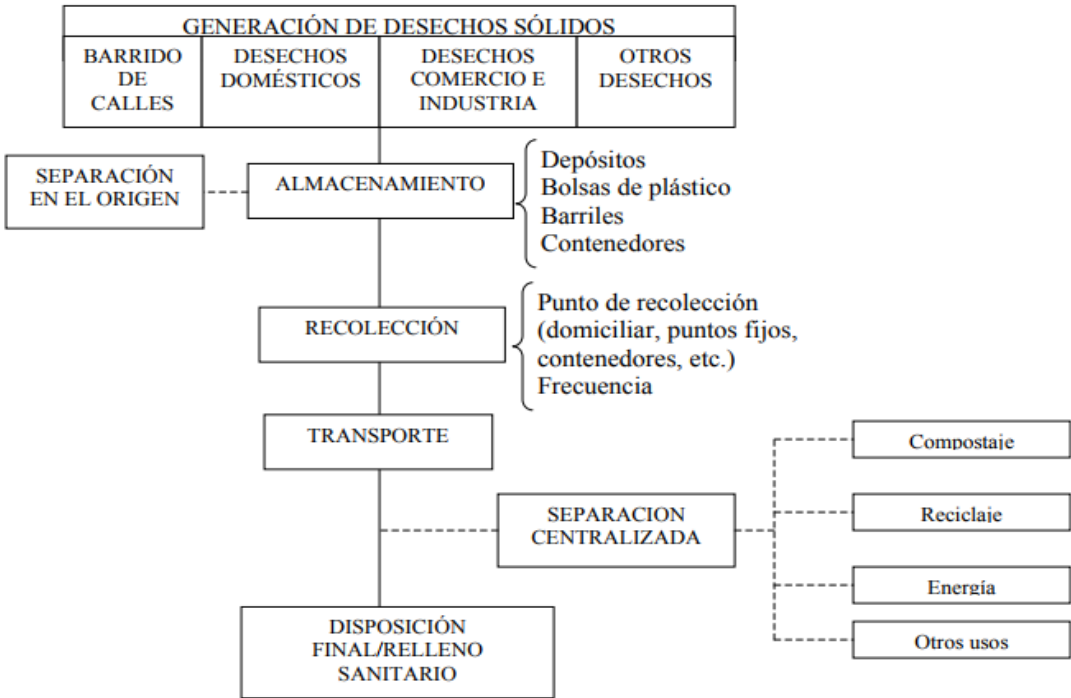 GENERACIÓN DE DESECHOS SÓLIDOS
BARRIDO
DE
CALLES
DESECHOS
DOMÉSTICOS
DESECHOS
COMERCIO E
INDUSTRIA
OTROS
DESECHOS
SEPARACIÓN
EN EL ORIGEN
ALMACENAMIENTO
Depósitos
Bolsas de plástico
Barriles
Contenedores
RECOLECCIÓN
Punto de recolección
(domiciliar, puntos fijos,
contenedores, etc.)
Frecuencia
TRANSPORTE
SEPARACION
CENTRALIZADA
Compostaje
Reciclaje
Energía
Otros usos
DISPOSICIÓN
FINAL/RELLENO
SANITARIO